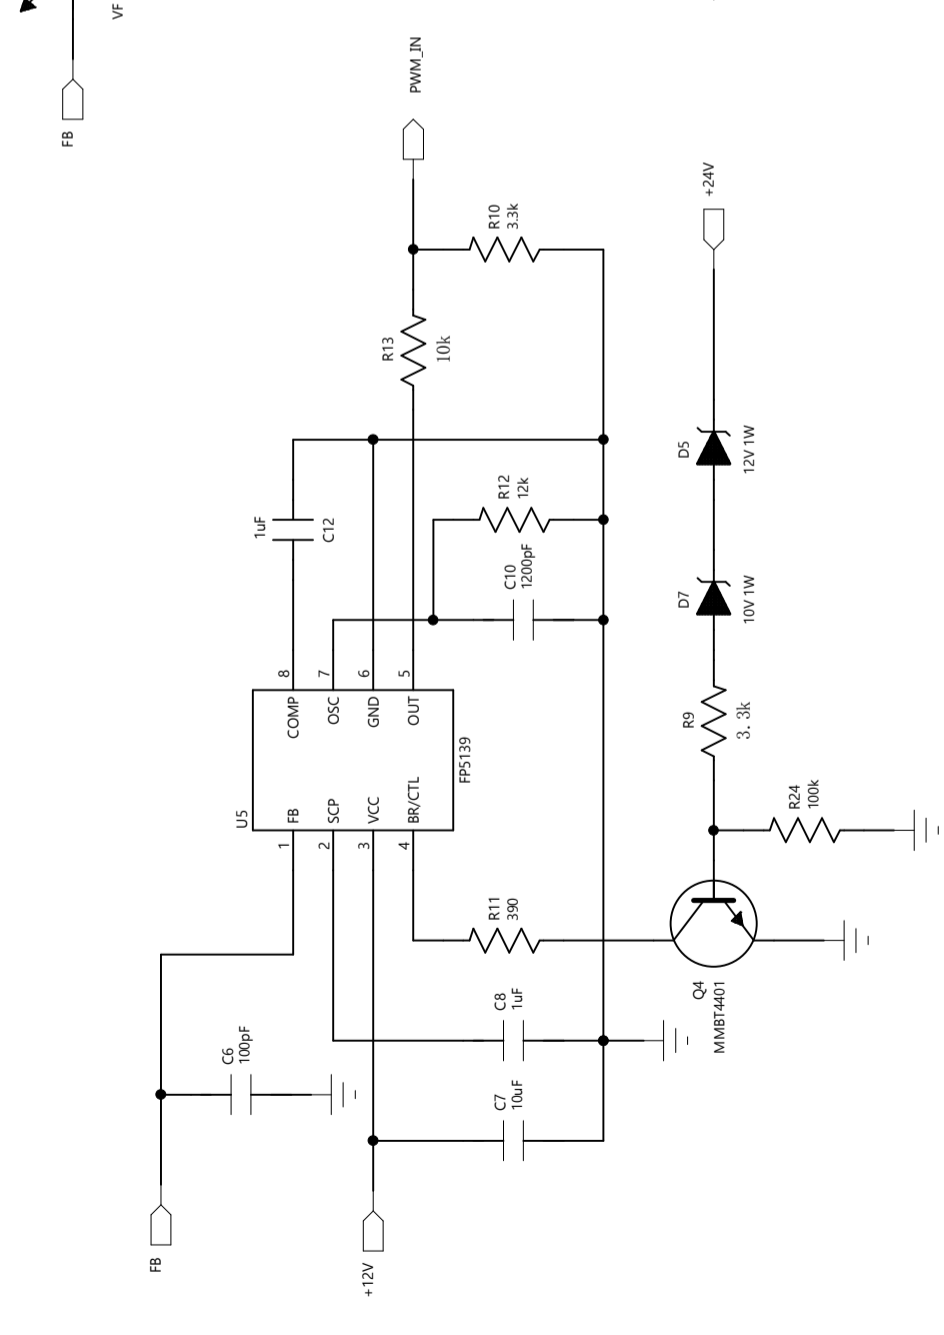 VF
FB
PWM_IN
R10
3.3k
+24V
R13
10k
D5
12V 1W
R12
12k
1uF
C12
C10
1200pF
D7
10V 1W
8
7
6
5
COMP
OSC
GND
OUT
R9
3. 3k
FP5139
U5
FB
SCP
VCC
BR/CTL
R24
100k
1
2
3
4
R11
390
Q4
MMBT4401
C8
1uF
C6
100pF
C7
10uF
FB
+12V